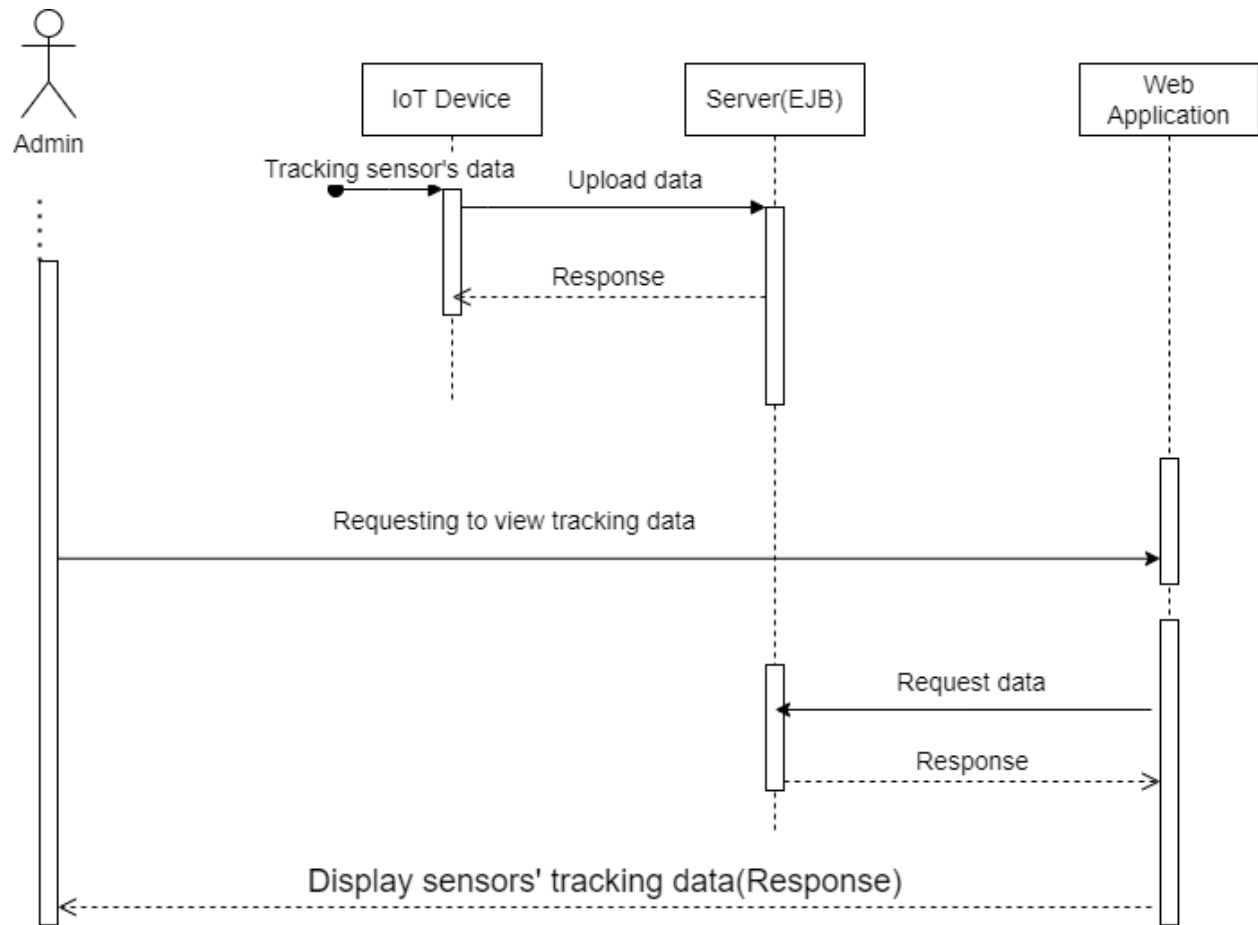 Admin
IoT Device
Server(EJB)
Web
Application
Tracking sensor's data
Upload data
Response
Requesting to view tracking data
Request data
Response
Display sensors' tracking data(Response)